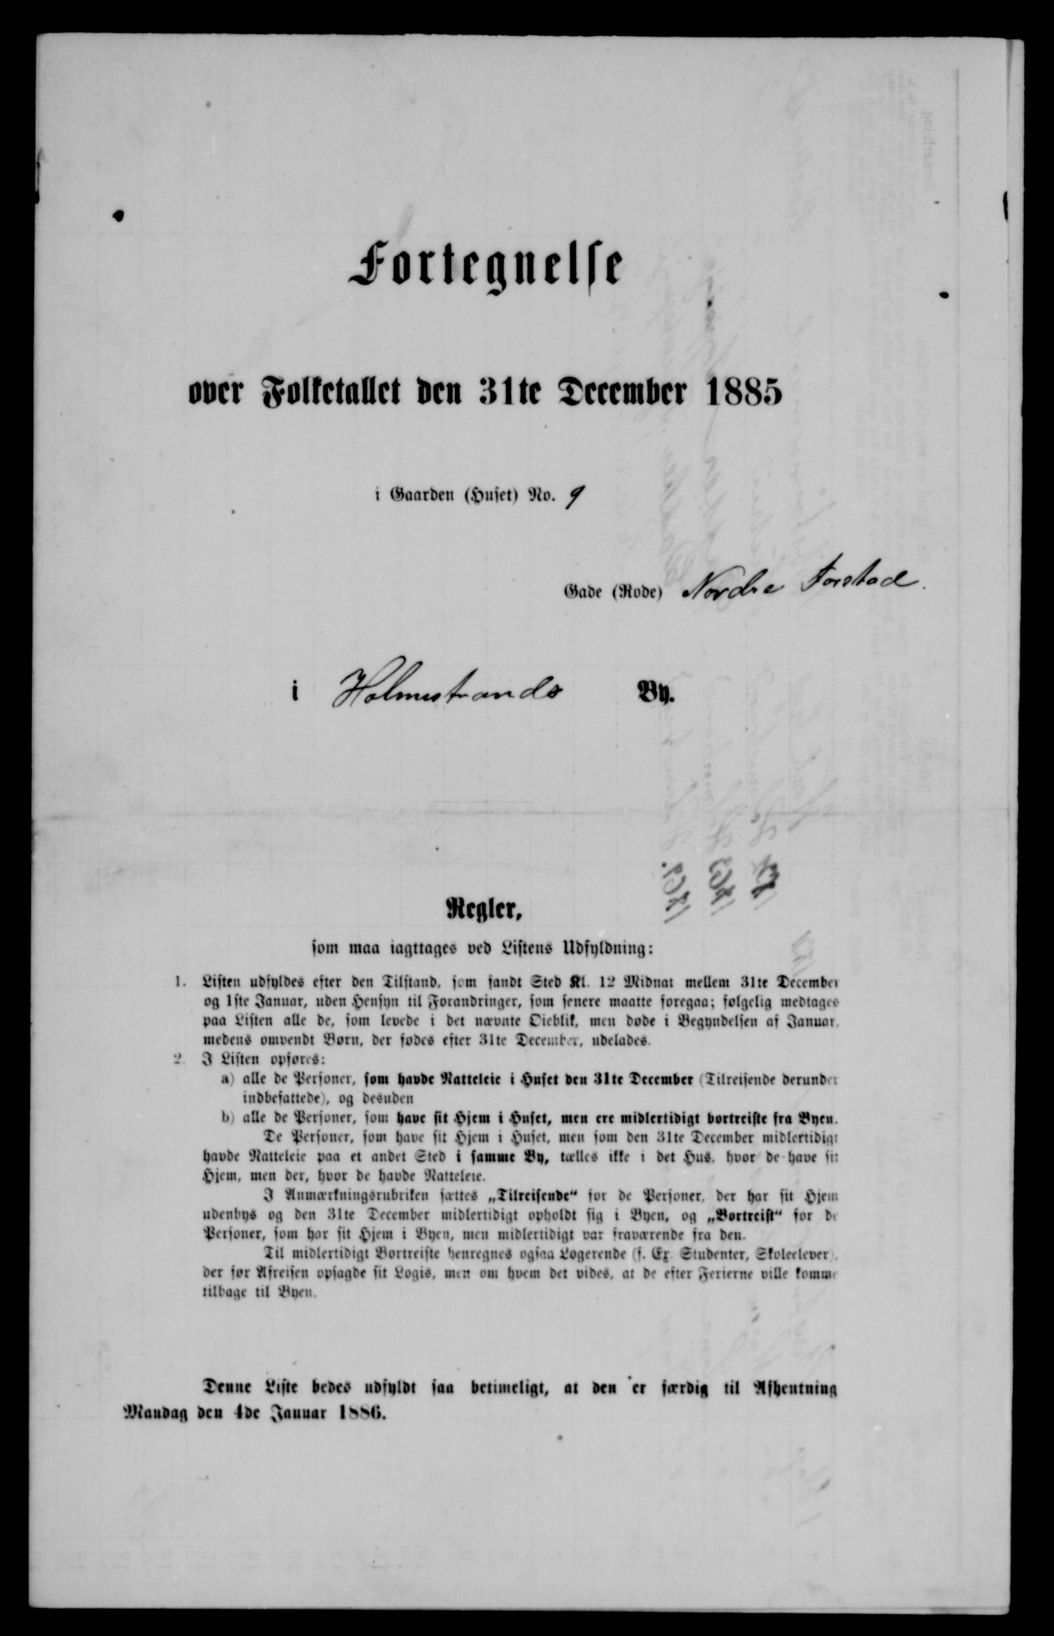 Fortegnelse
over Folketallet den 31te December 1885
i Gaarden (Huset) No. 9
Gade (Rode) Nordre Forstad.
i Holmestrands By.
Regler,
som maa iagttages ved Listens Udfyldning:
1. Listen udfyldes efter den Tilstand, som fandt Sted Kl. 12 Midnat mellem 31te December
og 1ste Januar, uden Hensyn til Forandringer, som senere maatte foregaa; følgelig medtages
paa Listen alle de, som levede i det nævnte Øieblik, men døde i Begyndelsen af Januar,
medens omvendt Børn, der fødes efter 31te December, udelades.
2. I Listen opføres:
a) alle de Personer, som havde Natteleie i Huset den 31te December (Tilreisende derunder
indbefattede), og desuden
b) alle de Personer, som have sit Hjem i Huset, men ere midlertidigt bortreiste fra Byen.
De Personer, som have sit Hjem i Huset, men som den 31te December midlertidigt
havde Natteleie paa et andet Sted i samme By, tælles ikke i det Hus, hvor de have sit
Hjem, men der, hvor de havde Natteleie.
I Anmærkningsrubriken sættes „Tilreisende“ for de Personer, der har sit Hjem
udenbys og den 31te December midlertidigt opholdt sig i Byen, og „Bortreist“ for de
Personer, som har sit Hjem i Byen, men midlertidigt var fraværende fra den.
Til midlertidigt Bortreiste henregnes ogsaa Logerende (f. Ex. Studenter, Skoleelever),
der før Afreisen opsagde sit Logis, men om hvem det vides, at de efter Ferierne ville komme
tilbage til Byen.
Denne Liste bedes udfyldt saa betimeligt, at den er færdig til Afhentning
Mandag den 4de Januar 1886.